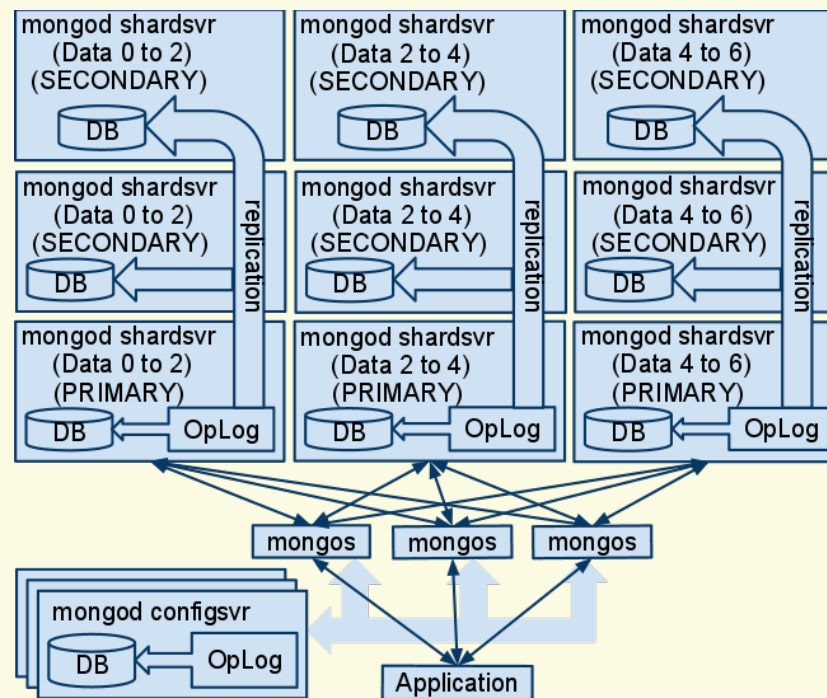 mongod shardsvr
(Data 0 to 2)
(SECONDARY)
DB
mongod shardsvr
(Data 2 to 4)
(SECONDARY)
DB
mongod shardsvr
(Data 4 to 6)
(SECONDARY)
DB
mongod shardsvr
(Data 0 to 2)
(SECONDARY)
DB
replication
mongod shardsvr
(Data 2 to 4)
(SECONDARY)
DB
replication
mongod shardsvr
(Data 4 to 6)
(SECONDARY)
DB
replication
mongod shardsvr
(Data 0 to 2)
(PRIMARY)
DB
OpLog
mongod shardsvr
(Data 2 to 4)
(PRIMARY)
DB
OpLog
mongod shardsvr
(Data 4 to 6)
(PRIMARY)
DB
OpLog
mongos
mongos
mongos
mongod configsvr
DB
OpLog
Application